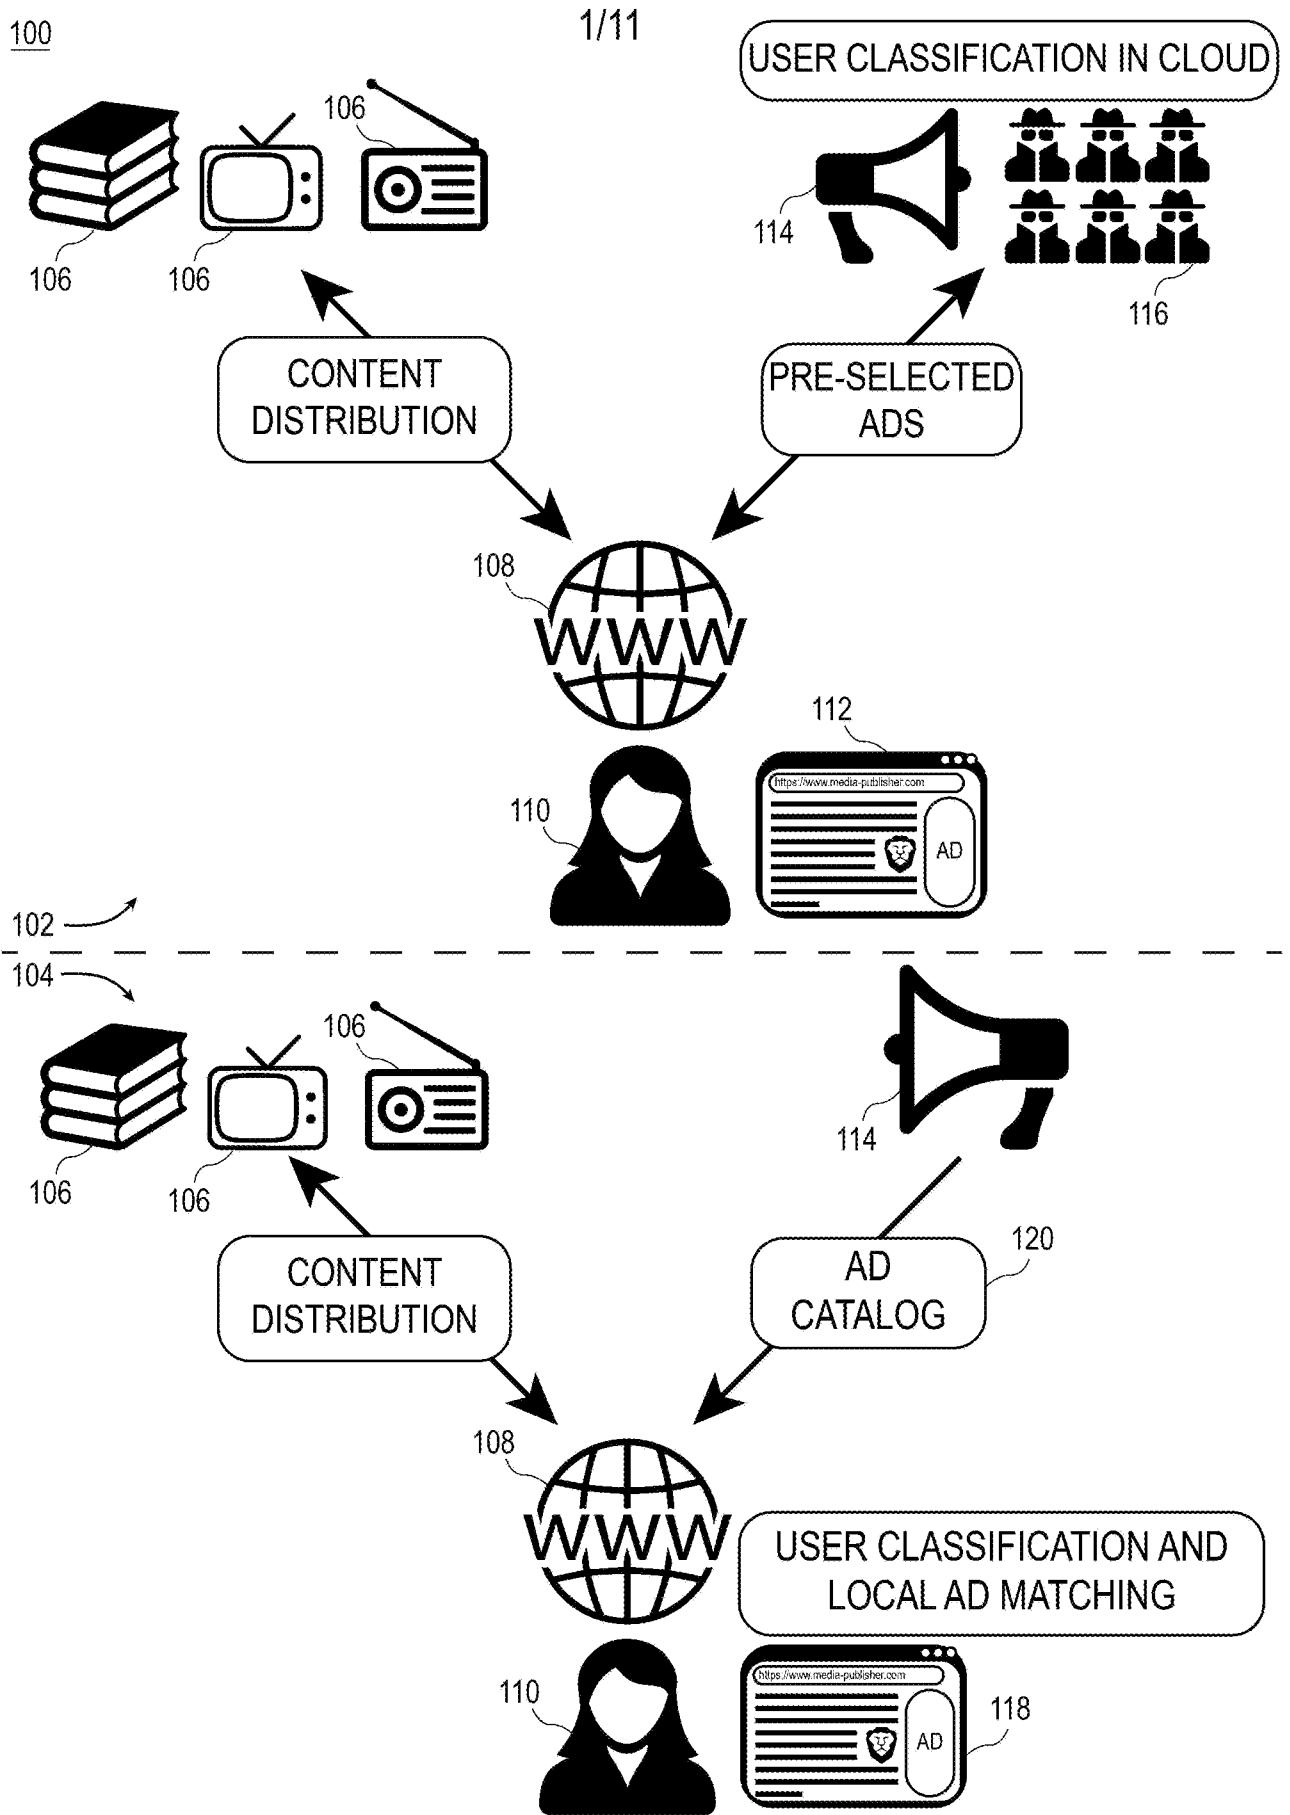 100
1/11
USER CLASSIFICATION IN CLOUD
106
106
106
114
116
CONTENT
DISTRIBUTION
PRE-SELECTED
ADS
108
WWW
112
https://www.media-publisher.com
AD
110
102
104
106
106
106
114
CONTENT
DISTRIBUTION
AD
CATALOG
120
108
WWW
USER CLASSIFICATION AND
LOCAL AD MATCHING
https://www.media-publisher.com
AD
110
118